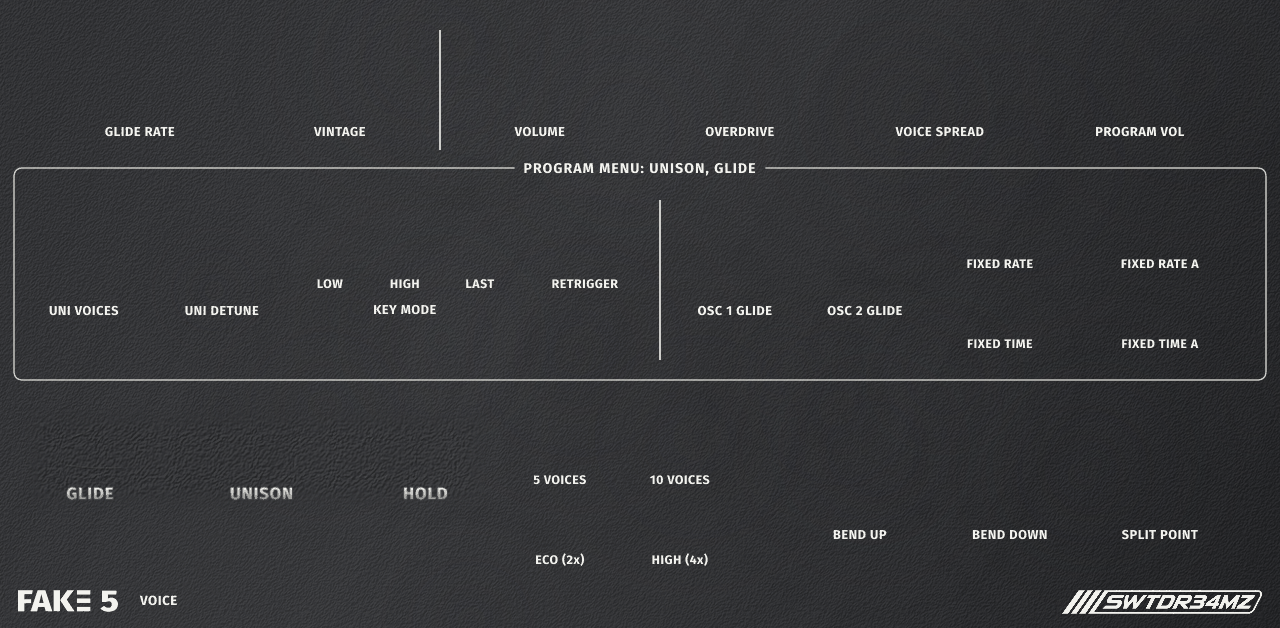 GLIDE RATE VINTAGE VOLUME OVERDRIVE VOICE SPREAD PROGRAM VOL
PROGRAM MENU: UNISON, GLIDE
FIXED RATE FIXED RATE A
LOW HIGH LAST RETRIGGER
UNI VOICES UNI DETUNE KEY MODE OSC 1 GLIDE OSC 2 GLIDE
FIXED TIME FIXED TIME A
5 VOICES 10 VOICES
GLIDE UNISON HOLD
BEND UP BEND DOWN SPLIT POINT
ECO (2x) HIGH (4x)
FAKE 5 VOICE SWTDR34MZ